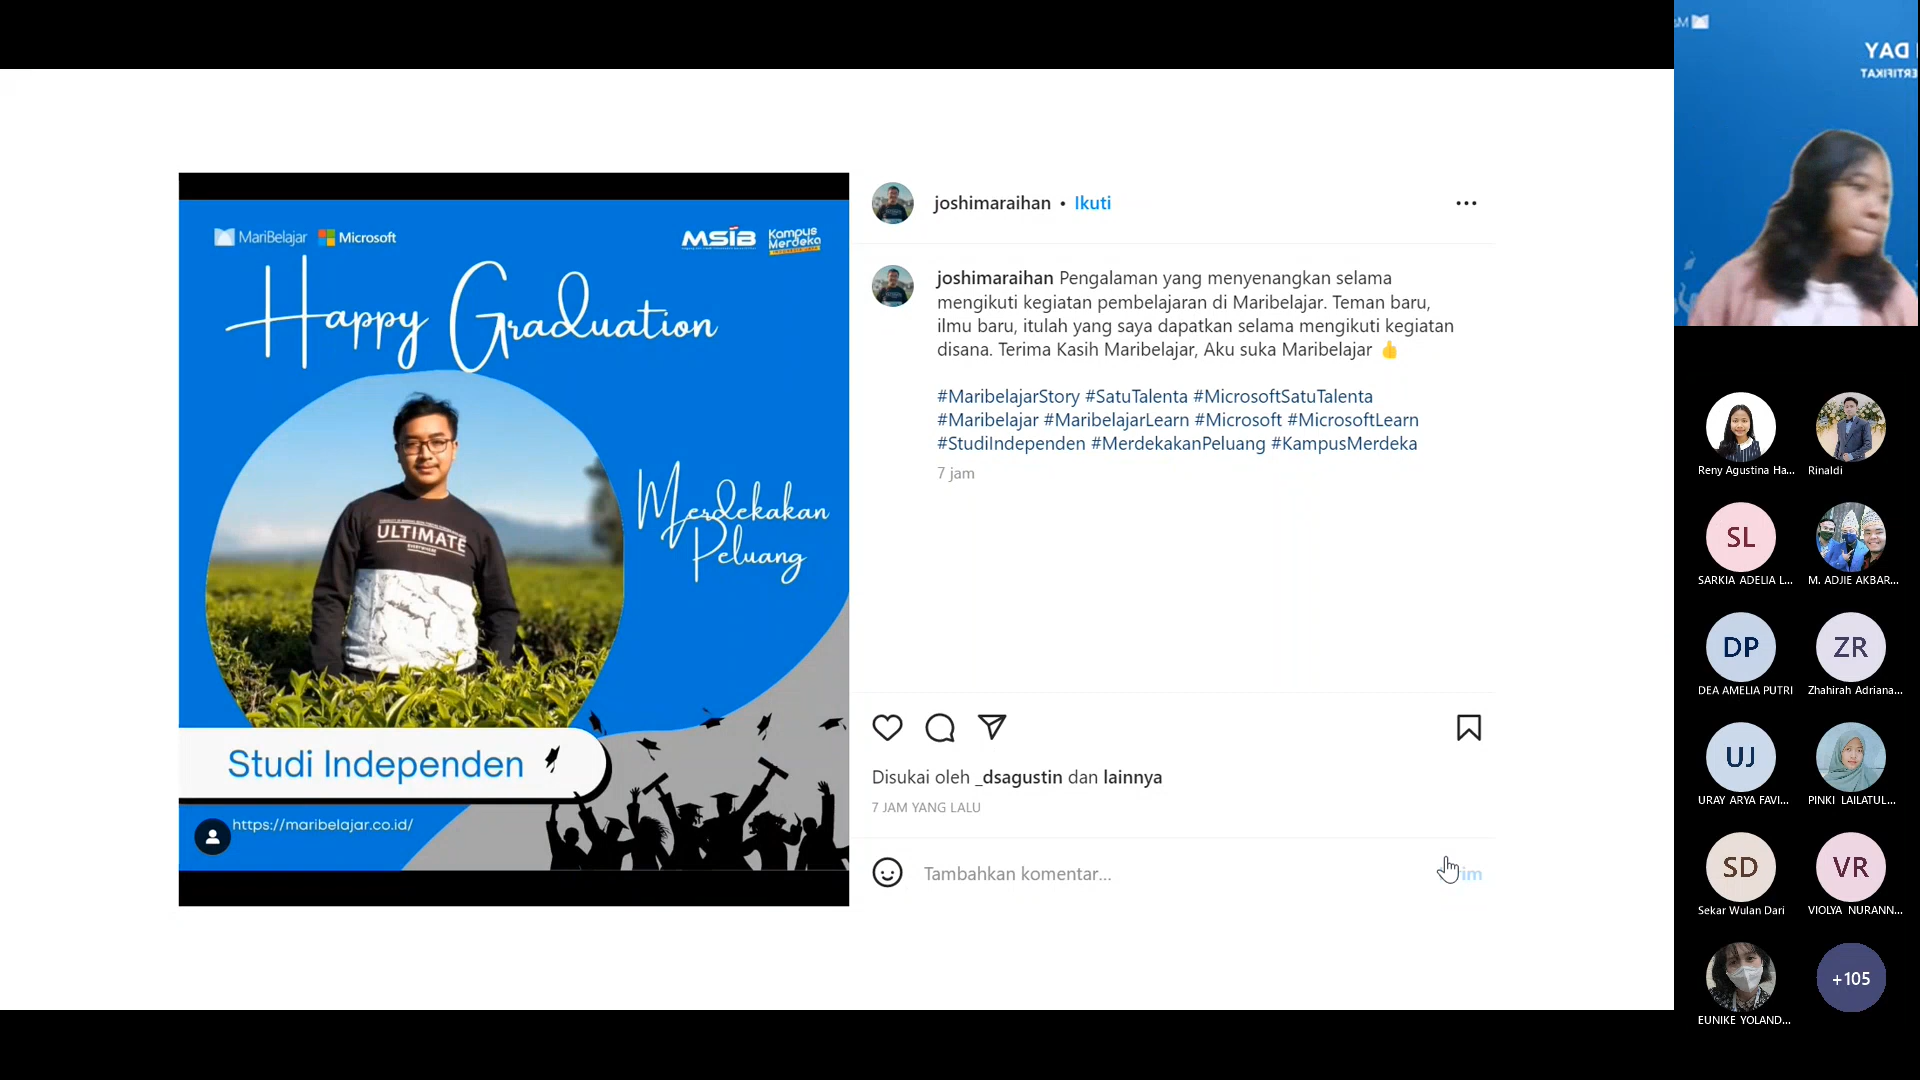 MariBelajar Microsoft
MSIB Kampus Merdeka
Happy Graduation
ULTIMATE
Merdekakan
Peluang
Studi Independen
https://maribelajar.co.id/
joshimaraihan • Ikuti
joshimaraihan Pengalaman yang menyenangkan selama
mengikuti kegiatan pembelajaran di Maribelajar. Teman baru,
ilmu baru, itulah yang saya dapatkan selama mengikuti kegiatan
disana. Terima Kasih Maribelajar, Aku suka Maribelajar 👍
#MaribelajarStory #SatuTalenta #MicrosoftSatuTalenta
#Maribelajar #MaribelajarLearn #Microsoft #MicrosoftLearn
#StudiIndependen #MerdekakanPeluang #KampusMerdeka
7 jam
Disukai oleh _dsagustin dan lainnya
7 JAM YANG LALU
Tambahkan komentar...
DAY
ERTIFIKAT
Reny Agustina Ha...
Rinaldi
SL
SARKIA ADELIA L...
M. ADJIE AKBAR...
DP
DEA AMELIA PUTRI
ZR
Zhahirah Adriana...
UJ
URAY ARYA FAVI...
PINKI LAILATUL...
SD
Sekar Wulan Dari
VR
VIOLYA NURANN...
EUNIKE YOLAND...
+105